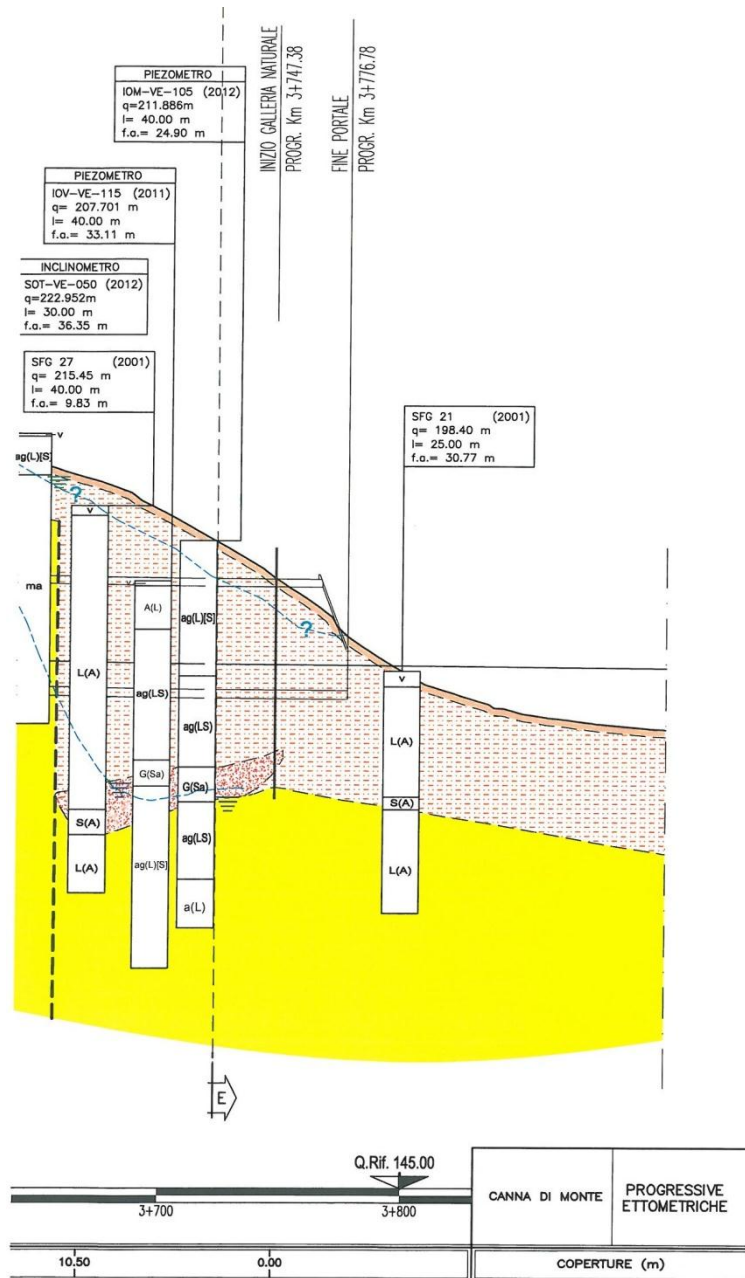 PIEZOMETRO
IOM-VE-105 (2012)
q=211.886m
l= 40.00 m
f.a.= 24.90 m
INIZIO GALLERIA NATURALE
PROGR. Km 3+747.38
FINE PORTALE
PROGR. Km 3+776.78
PIEZOMETRO
IOV-VE-115 (2011)
q= 207.701 m
l= 40.00 m
f.a.= 33.11 m
INCLINOMETRO
SOT-VE-050 (2012)
q=222.952m
l= 30.00 m
f.a.= 36.35 m
SFG 27 (2001)
q= 215.45 m
l= 40.00 m
f.a.= 9.83 m
SFG 21 (2001)
q= 198.40 m
l= 25.00 m
f.a.= 30.77 m
v
ag(L)[S]
?
v
ma
v
A(L)
ag(L)[S]
?
L(A)
v
ag(LS)
ag(LS)
L(A)
G(Sa)
G(Sa)
S(A)
S(A)
ag(LS)
L(A)
ag(L)[S]
L(A)
a(L)
E
Q.Rif. 145.00
3+700
3+800
CANNA DI MONTE
PROGRESSIVE
ETTOMETRICHE
10.50
0.00
COPERTURE (m)